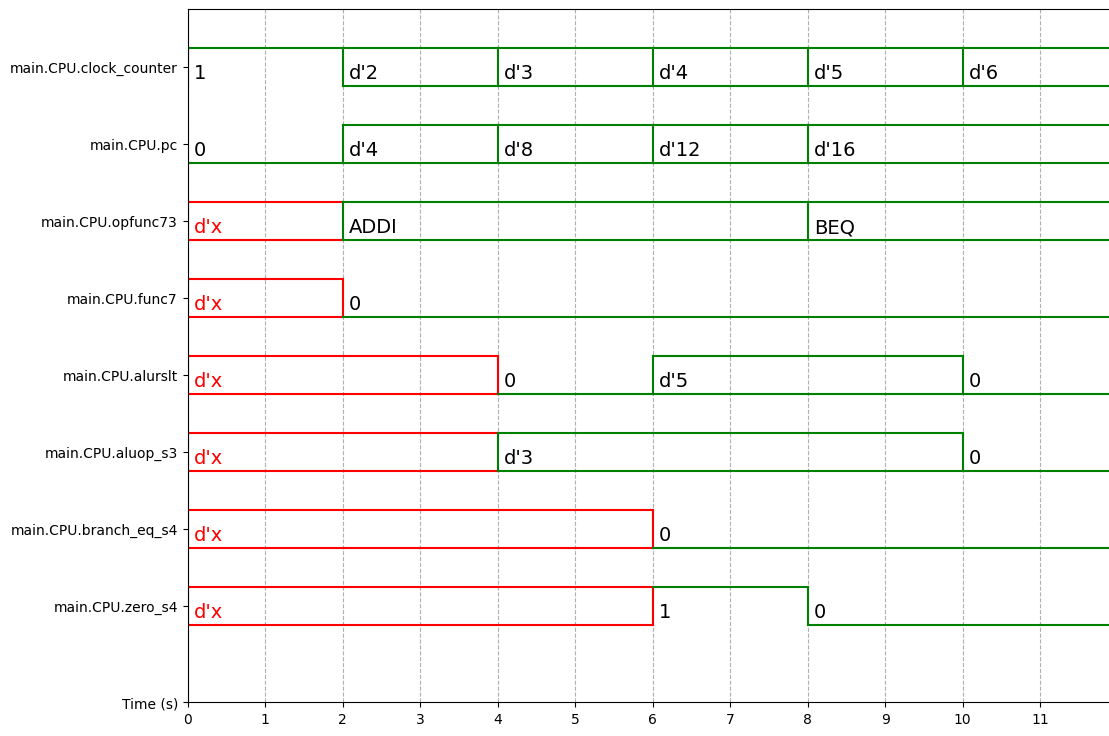 main.CPU.clock_counter 1 d'2 d'3 d'4 d'5 d'6
main.CPU.pc 0 d'4 d'8 d'12 d'16
main.CPU.opfunc73 d'x ADDI BEQ
main.CPU.func7 d'x 0
main.CPU.alurslt d'x 0 d'5 0
main.CPU.aluop_s3 d'x d'3 0
main.CPU.branch_eq_s4 d'x 0
main.CPU.zero_s4 d'x 1 0
Time (s)
0 1 2 3 4 5 6 7 8 9 10 11